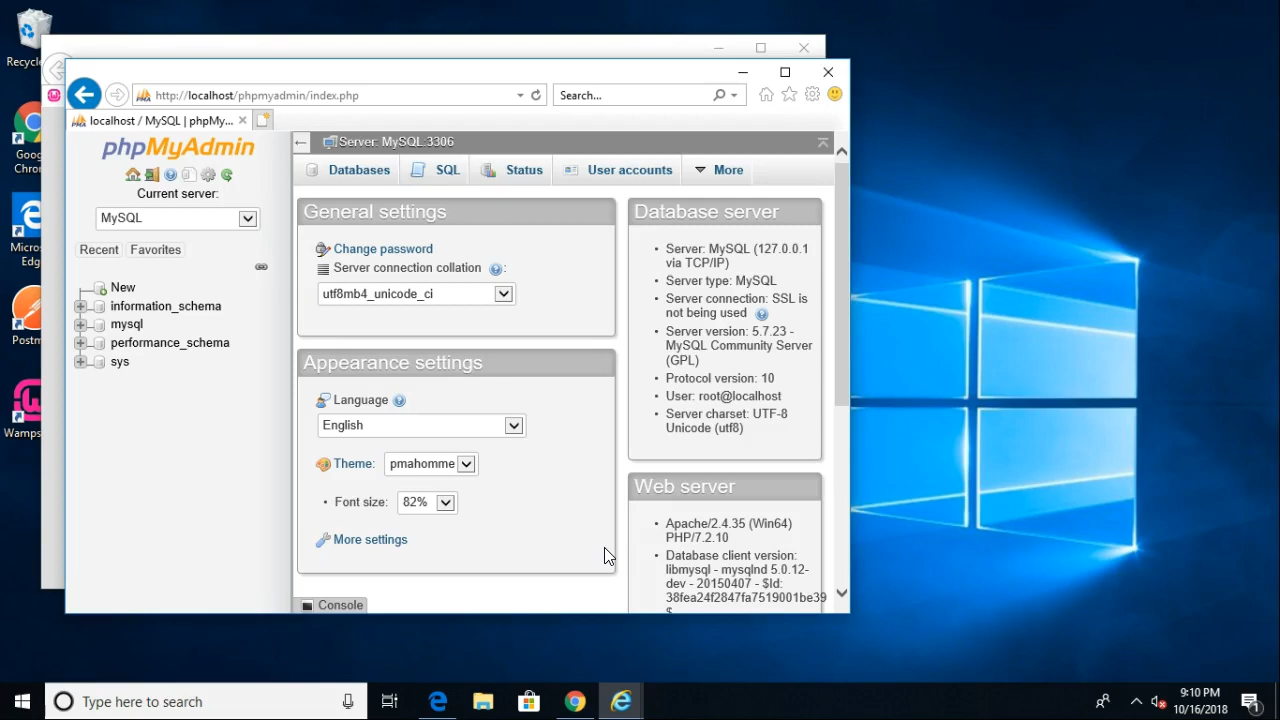 Recycle
Goog
Chro
Micros
Edg
Postm
Wamps
http://localhost/phpmyadmin/index.php
Search...
localhost / MySQL | phpMy...
phpMyAdmin
Current server:
MySQL
Recent
Favorites
New
information_schema
mysql
performance_schema
sys
Server: MySQL:3306
Databases
SQL
Status
User accounts
More
General settings
Change password
Server connection collation
:
utf8mb4_unicode_ci
Appearance settings
Language
English
Theme:
pmahomme
• Font size:
82%
More settings
Console
Database server
• Server: MySQL (127.0.0.1
via TCP/IP)
• Server type: MySQL
• Server connection: SSL is
not being used
• Server version: 5.7.23 -
MySQL Community Server
(GPL)
• Protocol version: 10
• User: root@localhost
• Server charset: UTF-8
Unicode (utf8)
Web server
• Apache/2.4.35 (Win64)
PHP/7.2.10
• Database client version:
libmysql - mysqlnd 5.0.12-
dev - 20150407 - $Id:
38fea24f2847fa7519001be39
$
Type here to search
9:10 PM
10/16/2018
1